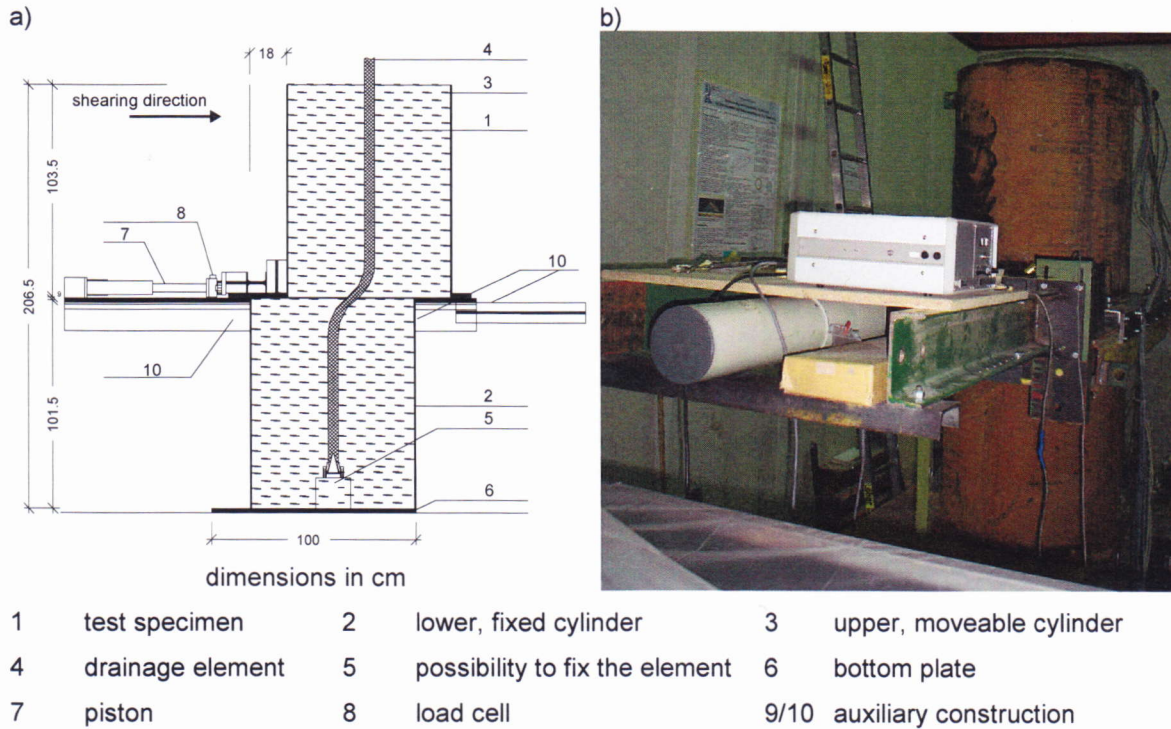 a)
b)
18
4
3
1
shearing direction
103.5
206.5
8
7
10
10
101.5
2
5
6
100
dimensions in cm
1 test specimen 2 lower, fixed cylinder 3 upper, moveable cylinder
4 drainage element 5 possibility to fix the element 6 bottom plate
7 piston 8 load cell 9/10 auxiliary construction